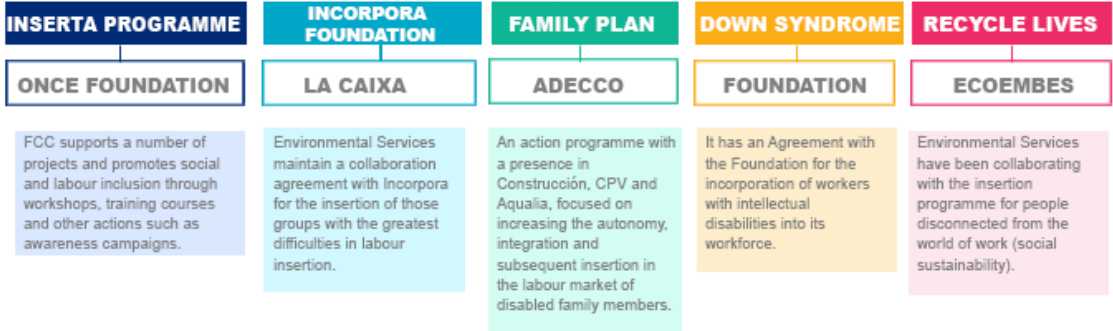 INSERTA PROGRAMME
ONCE FOUNDATION
FCC supports a number of
projects and promotes social
and labour inclusion through
workshops, training courses
and other actions such as
awareness campaigns.
INCORPORA
FOUNDATION
LA CAIXA
Environmental Services
maintain a collaboration
agreement with Incorpora
for the insertion of those
groups with the greatest
difficulties in labour
insertion.
FAMILY PLAN
ADECCO
An action programme with
a presence in
Construcción, CPV and
Aqualia, focused on
increasing the autonomy,
integration and
subsequent insertion in
the labour market of
disabled family members.
DOWN SYNDROME
FOUNDATION
It has an Agreement with
the Foundation for the
incorporation of workers
with intellectual
disabilities into its
workforce.
RECYCLE LIVES
ECOEMBES
Environmental Services
have been collaborating
with the insertion
programme for people
disconnected from the
world of work (social
sustainability).